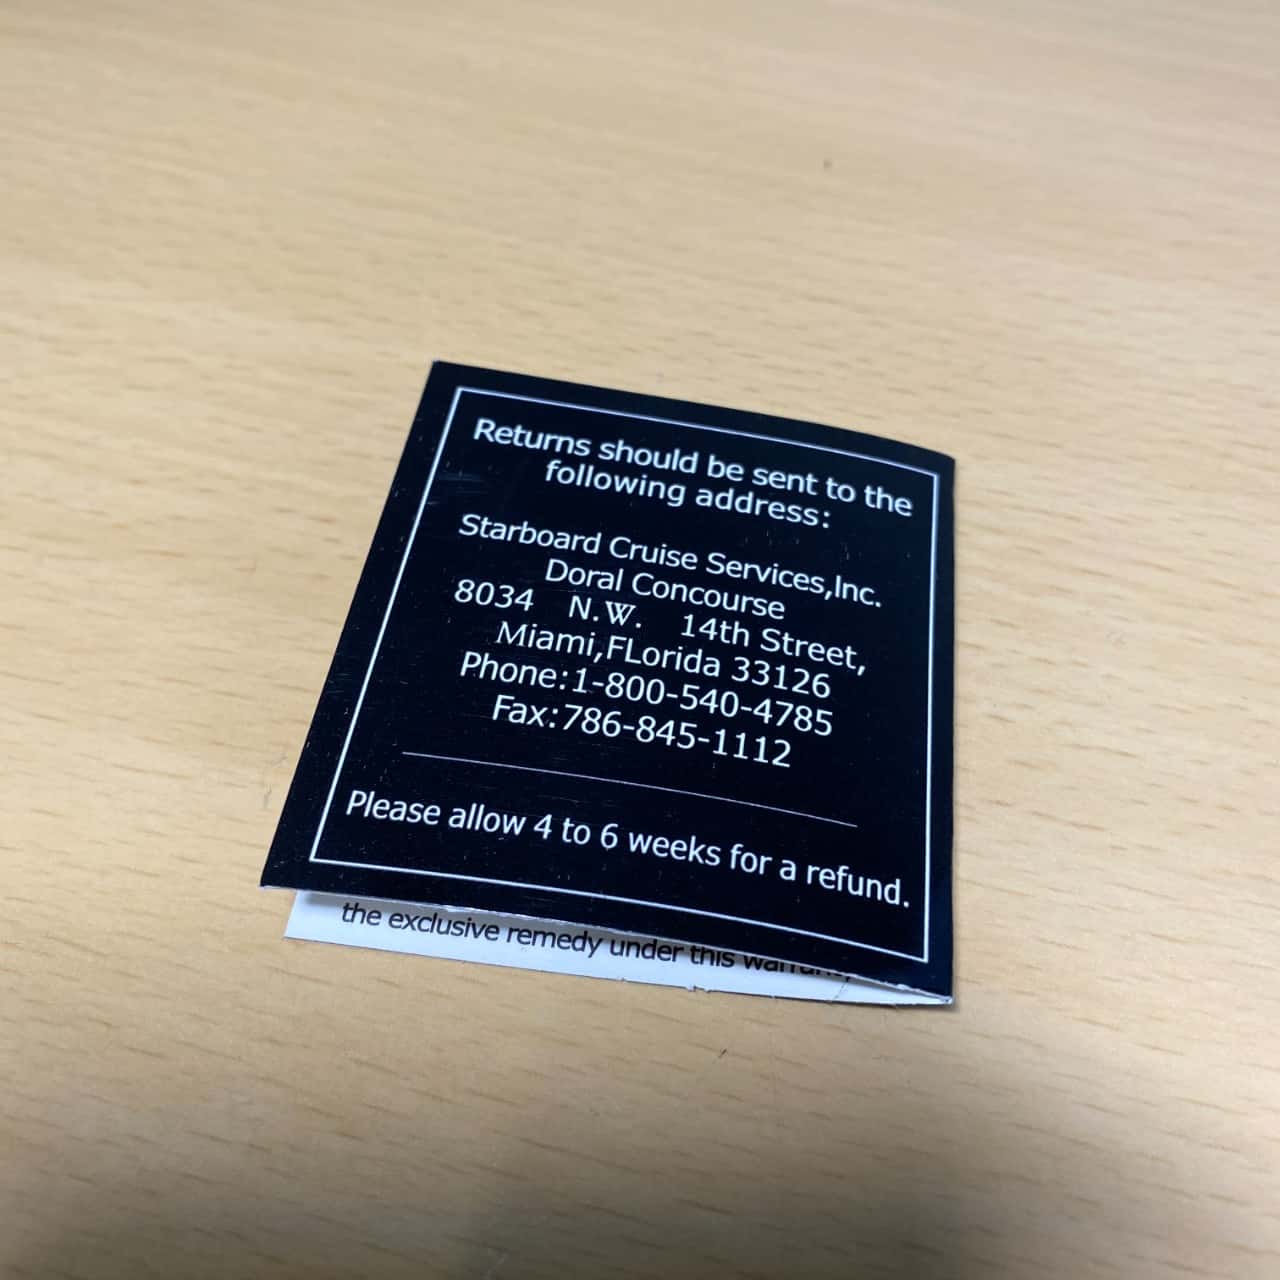 Returns should be sent to the
following address:
Starboard Cruise Services,Inc.
Doral Concourse
8034 N.W. 14th Street,
Miami,FLorida 33126
Phone:1-800-540-4785
Fax:786-845-1112
Please allow 4 to 6 weeks for a refund.
the exclusive remedy under this warranty,